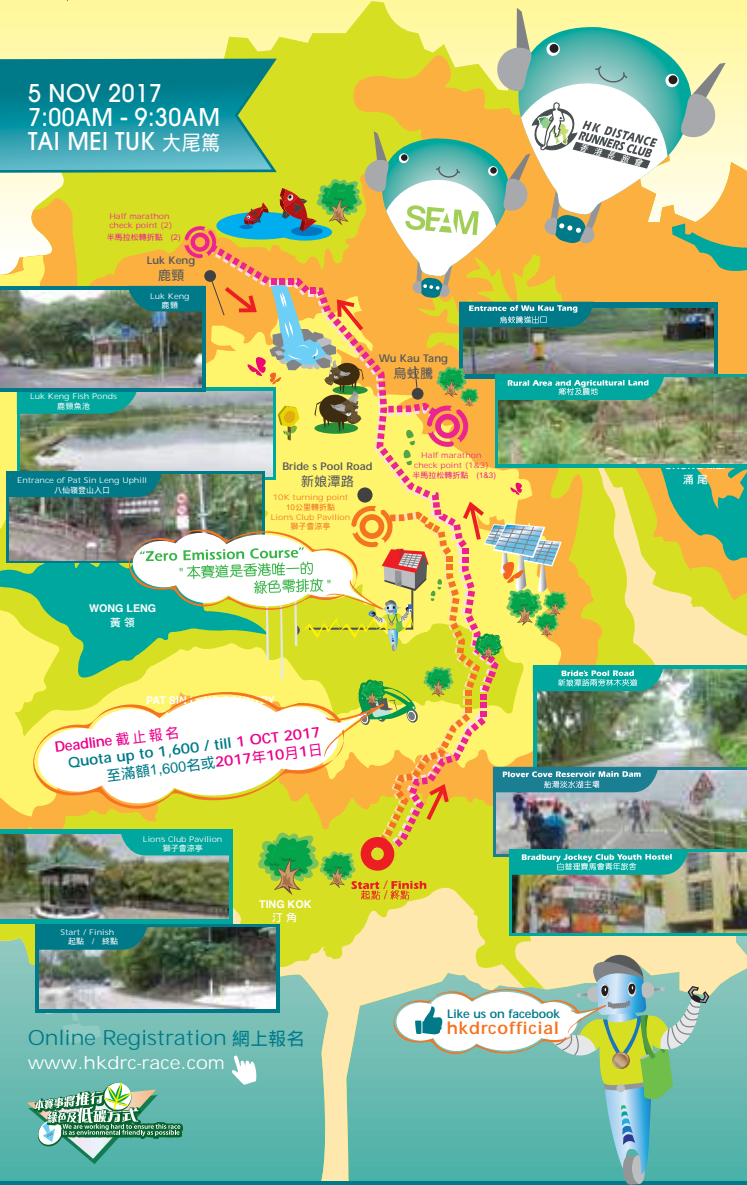 5 NOV 2017
7:00AM - 9:30AM
TAI MEI TUK 大尾篤
HK DISTANCE
RUNNERS CLUB
香港長跑會
SEAM
Half marathon
check point (2)
半馬拉松轉折點 (2)
Luk Keng
鹿頸
Luk Keng
鹿頸
Luk Keng Fish Ponds
鹿頸魚池
Entrance of Pat Sin Leng Uphill
八仙嶺登山入口
Entrance of Wu Kau Tang
烏蛟騰進出口
Rural Area and Agricultural Land
鄉村及農地
Wu Kau Tang
烏蛟騰
Half marathon
check point (1&3)
半馬拉松轉折點 (1&3)
涌尾
Bride s Pool Road
新娘潭路
10K turning point
10公里轉折點
Lions Club Pavilion
獅子會涼亭
"Zero Emission Course"
"本賽道是香港唯一的
綠色零排放"
WONG LENG
黃嶺
Deadline 截止報名
Quota up to 1,600 / till 1 OCT 2017
至滿額1,600名或2017年10月1日
Bride's Pool Road
新娘潭路兩旁林木夾道
Plover Cove Reservoir Main Dam
船灣淡水湖主壩
Bradbury Jockey Club Youth Hostel
白普理賽馬會青年旅舍
Lions Club Pavilion
獅子會涼亭
Start / Finish
起點 / 終點
TING KOK
汀角
Start / Finish
起點 / 終點
Like us on facebook
hkdrcofficial
Online Registration 網上報名
www.hkdrc-race.com
本賽事將推行
綠色及低碳方式
We are working hard to ensure this race
is as environmental friendly as possible